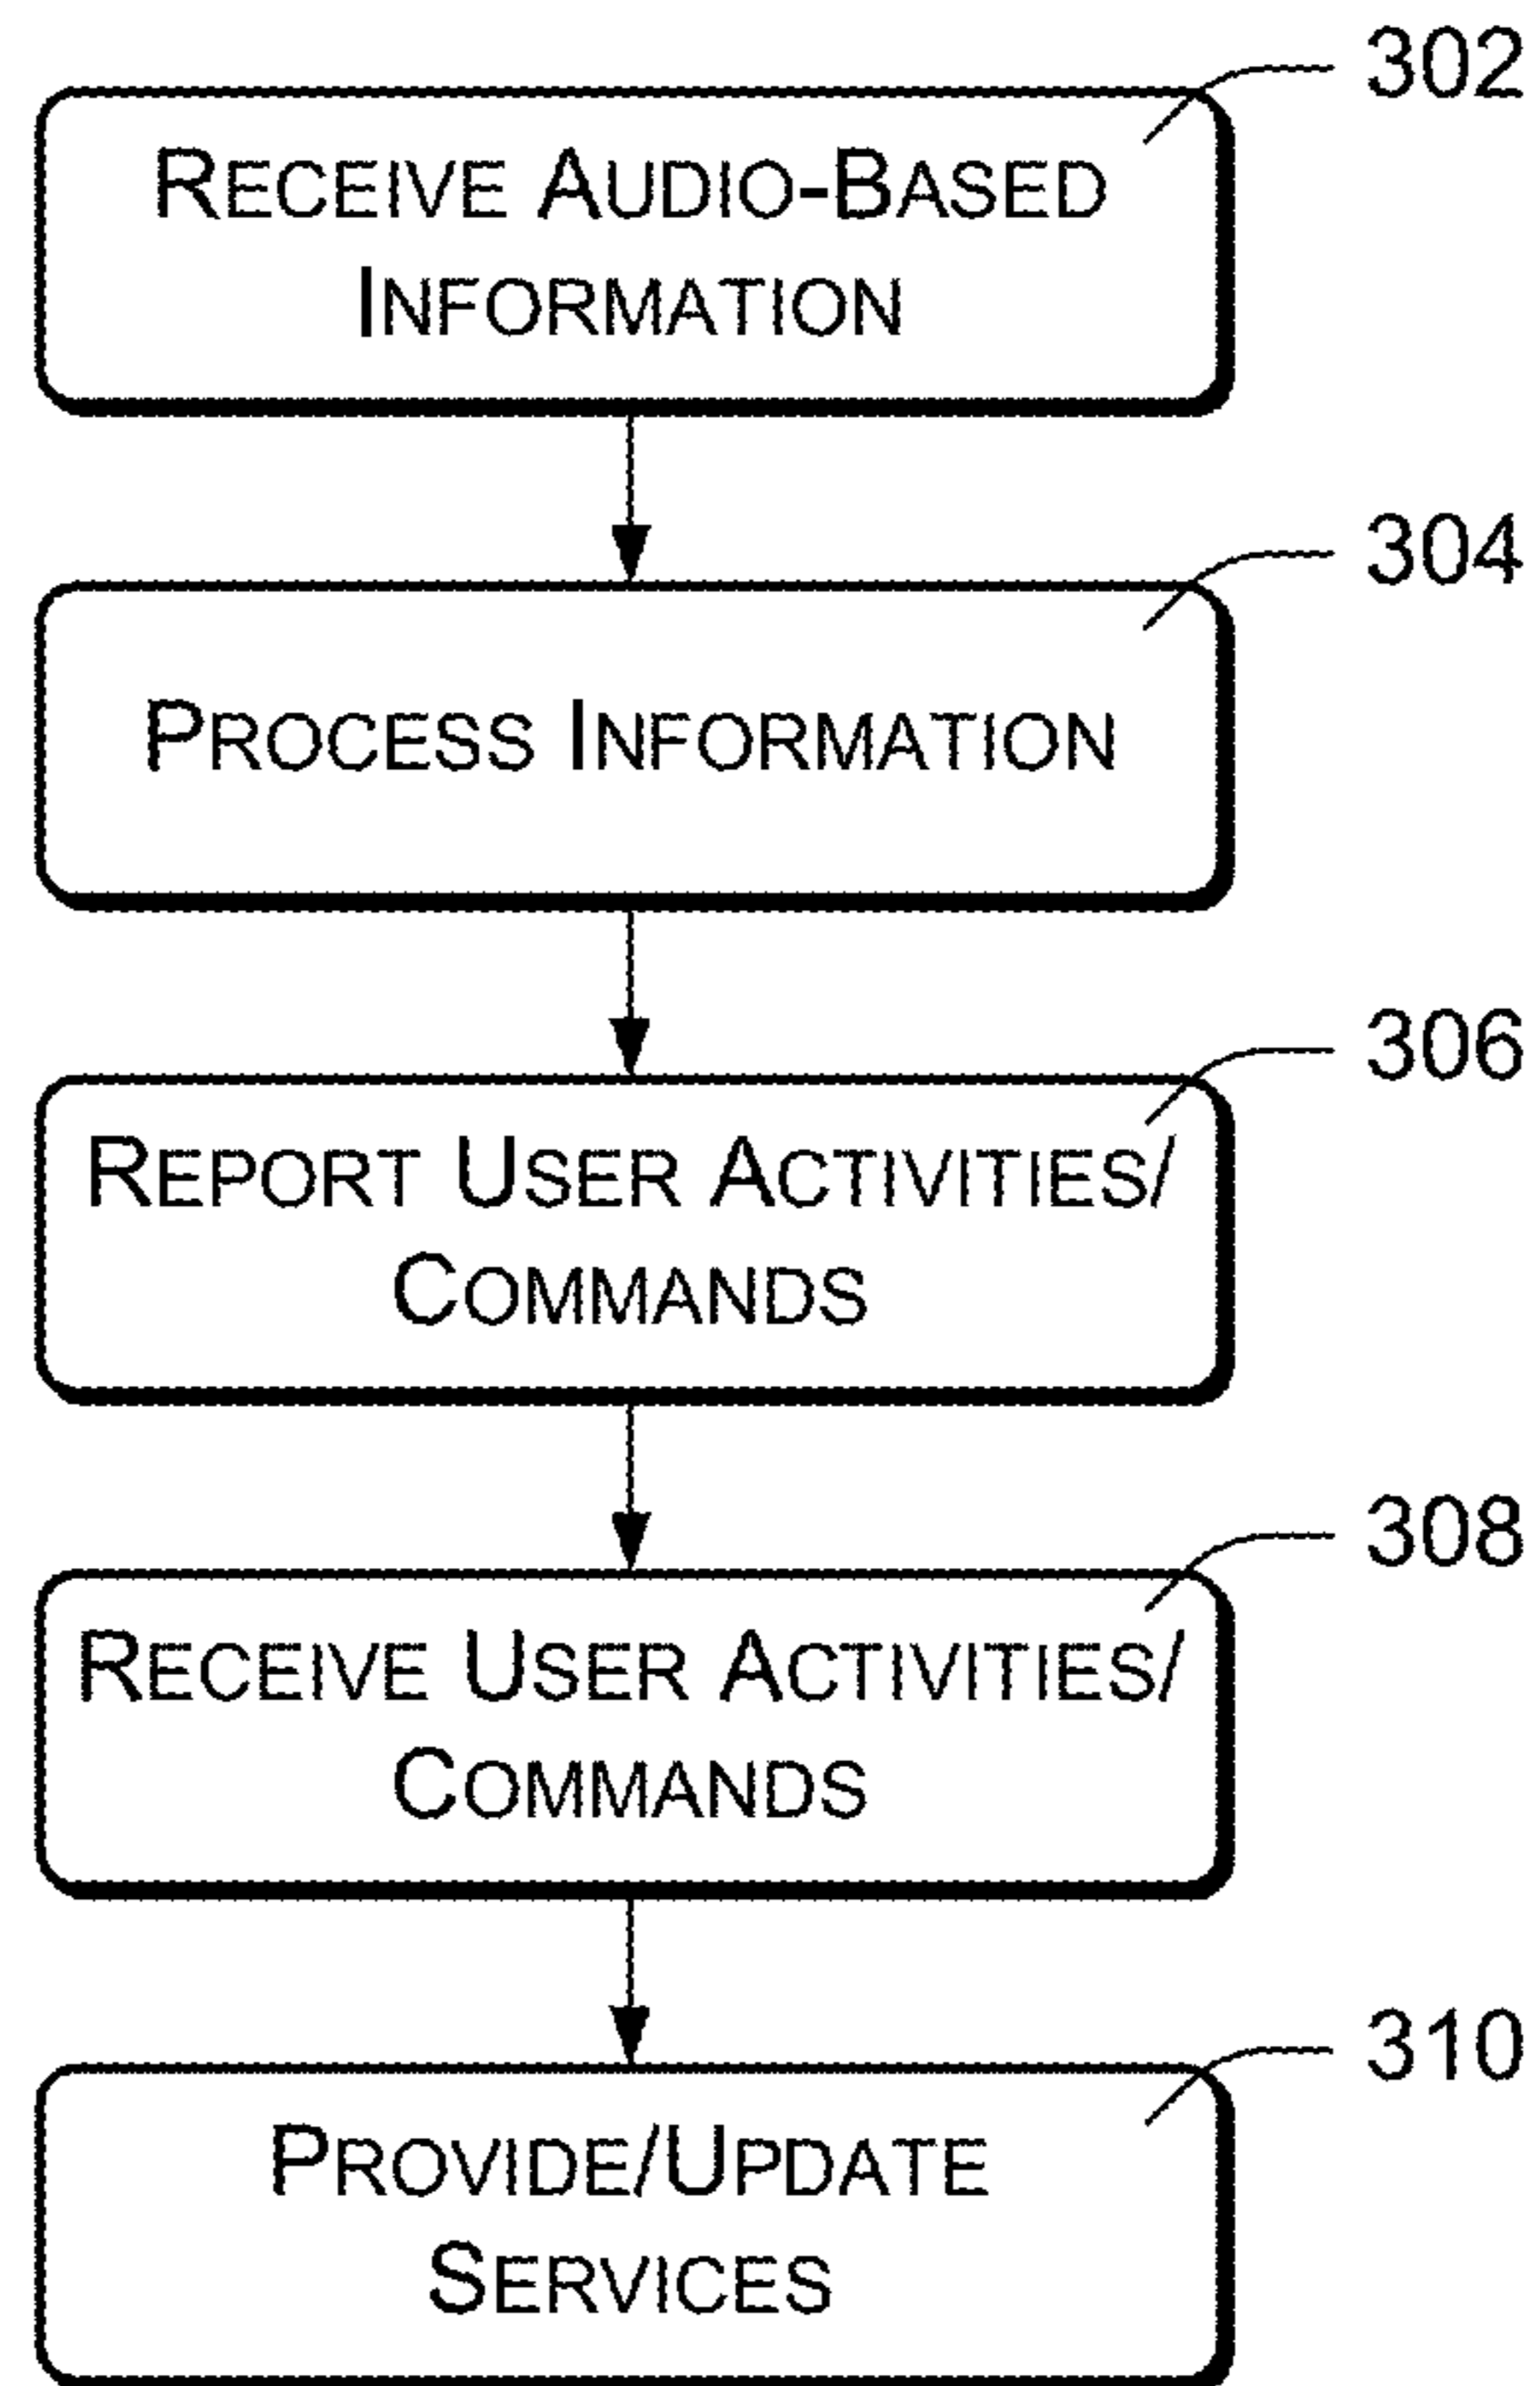 302
RECEIVE AUDIO-BASED
INFORMATION
304
PROCESS INFORMATION
306
REPORT USER ACTIVITIES/
COMMANDS
308
RECEIVE USER ACTIVITIES/
COMMANDS
310
PROVIDE/UPDATE
SERVICES